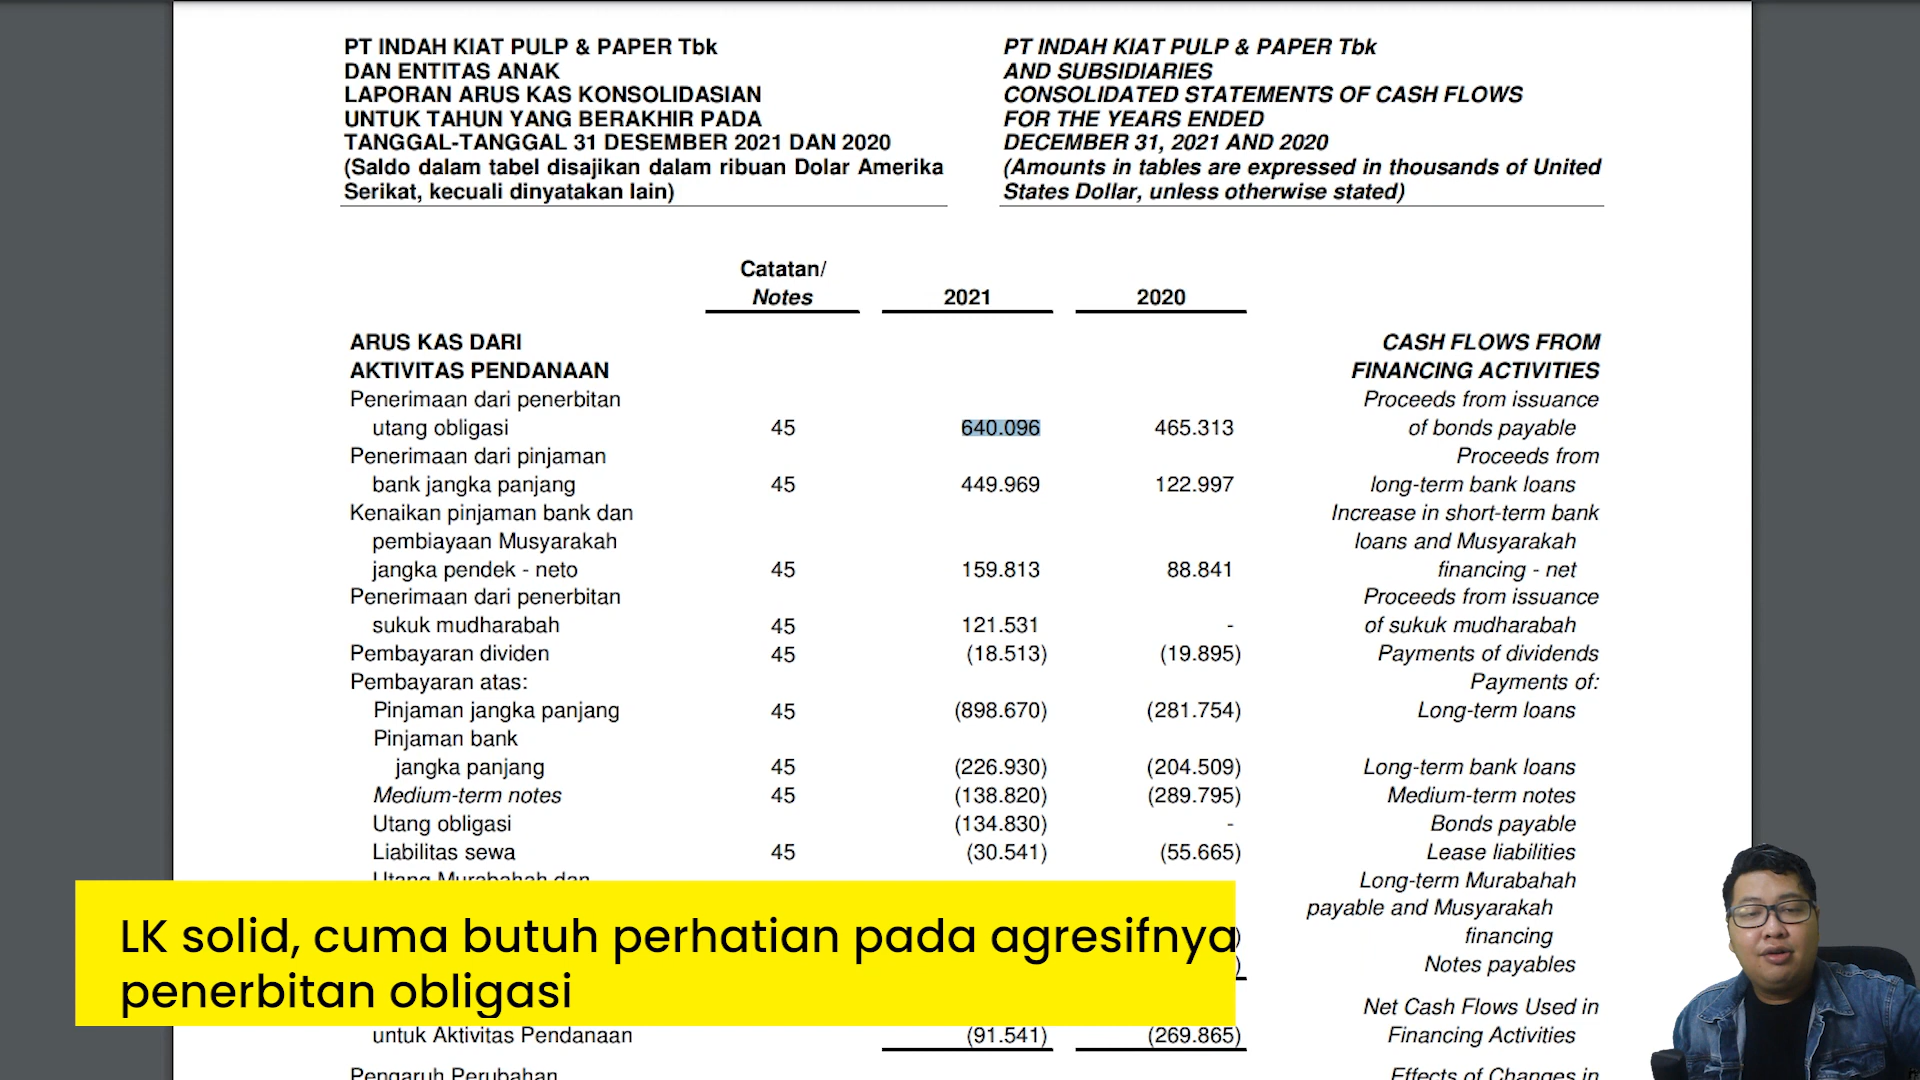 PT INDAH KIAT PULP & PAPER Tbk
DAN ENTITAS ANAK
LAPORAN ARUS KAS KONSOLIDASIAN
UNTUK TAHUN YANG BERAKHIR PADA
TANGGAL-TANGGAL 31 DESEMBER 2021 DAN 2020
(Saldo dalam tabel disajikan dalam ribuan Dolar Amerika
Serikat, kecuali dinyatakan lain)
PT INDAH KIAT PULP & PAPER Tbk
AND SUBSIDIARIES
CONSOLIDATED STATEMENTS OF CASH FLOWS
FOR THE YEARS ENDED
DECEMBER 31, 2021 AND 2020
(Amounts in tables are expressed in thousands of United
States Dollar, unless otherwise stated)
Catatan/
Notes 2021 2020
ARUS KAS DARI CASH FLOWS FROM
AKTIVITAS PENDANAAN FINANCING ACTIVITIES
Penerimaan dari penerbitan Proceeds from issuance
utang obligasi 45 640.096 465.313 of bonds payable
Penerimaan dari pinjaman Proceeds from
bank jangka panjang 45 449.969 122.997 long-term bank loans
Kenaikan pinjaman bank dan Increase in short-term bank
pembiayaan Musyarakah loans and Musyarakah
jangka pendek - neto 45 159.813 88.841 financing - net
Penerimaan dari penerbitan Proceeds from issuance
sukuk mudharabah 45 121.531 - of sukuk mudharabah
Pembayaran dividen 45 (18.513) (19.895) Payments of dividends
Pembayaran atas: Payments of:
Pinjaman jangka panjang 45 (898.670) (281.754) Long-term loans
Pinjaman bank
jangka panjang 45 (226.930) (204.509) Long-term bank loans
Medium-term notes 45 (138.820) (289.795) Medium-term notes
Utang obligasi (134.830) - Bonds payable
Liabilitas sewa 45 (30.541) (55.665) Lease liabilities
Utang Murabahah dan Long-term Murabahah
payable and Musyarakah
financing
Notes payables
LK solid, cuma butuh perhatian pada agresifnya
penerbitan obligasi
Net Cash Flows Used in
untuk Aktivitas Pendanaan (91.541) (269.865) Financing Activities
Pengaruh Perubahan Effects of Changes in